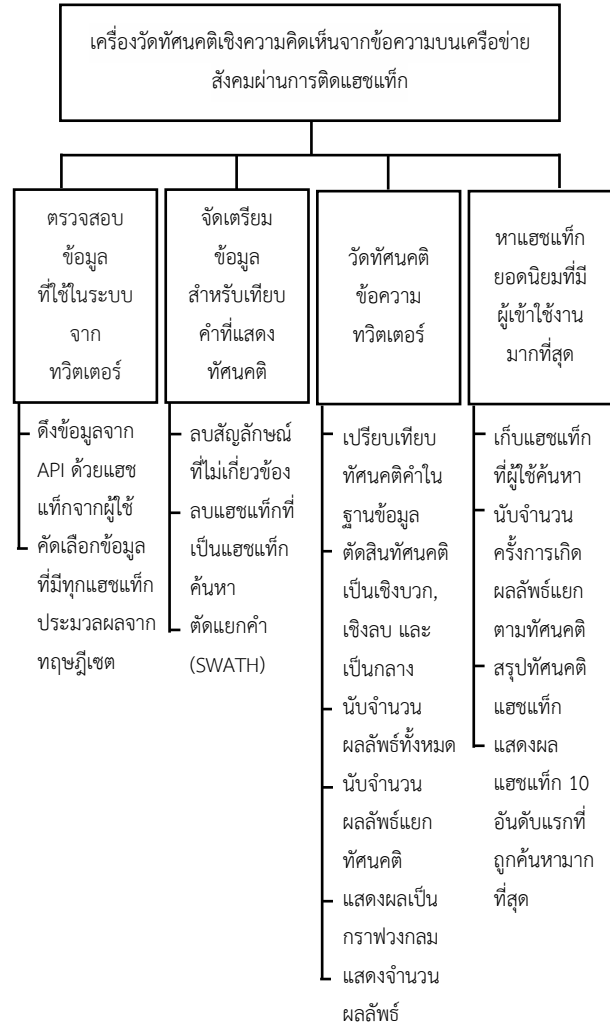 เครื่องวัดทัศนคติเชิงความคิดเห็นจากข้อความบนเครือข่าย
สังคมผ่านการติดแฮชแท็ก
ตรวจสอบ
ข้อมูล
ที่ใช้ในระบบ
จาก
ทวิตเตอร์
ดึงข้อมูลจาก
API ด้วยแฮช
แท็กจากผู้ใช้
คัดเลือกข้อมูล
ที่มีทุกแฮชแท็ก
ประมวลผลจาก
ทฤษฎีเซต
จัดเตรียม
ข้อมูล
สำหรับเทียบ
คำที่แสดง
ทัศนคติ
ลบสัญลักษณ์
ที่ไม่เกี่ยวข้อง
ลบแฮชแท็กที่
เป็นแฮชแท็ก
ค้นหา
ตัดแยกคำ
(SWATH)
วัดทัศนคติ
ข้อความ
ทวิตเตอร์
เปรียบเทียบ
ทัศนคติคำใน
ฐานข้อมูล
ตัดสินทัศนคติ
เป็นเชิงบวก,
เชิงลบ และ
เป็นกลาง
นับจำนวน
ผลลัพธ์ทั้งหมด
นับจำนวน
ผลลัพธ์แยก
ทัศนคติ
แสดงผลเป็น
กราฟวงกลม
แสดงจำนวน
ผลลัพธ์
หาแฮชแท็ก
ยอดนิยมที่มี
ผู้เข้าใช้งาน
มากที่สุด
เก็บแฮชแท็ก
ที่ผู้ใช้ค้นหา
นับจำนวน
ครั้งการเกิด
ผลลัพธ์แยก
ตามทัศนคติ
สรุปทัศนคติ
แฮชแท็ก
แสดงผล
แฮชแท็ก 10
อันดับแรกที่
ถูกค้นหามาก
ที่สุด